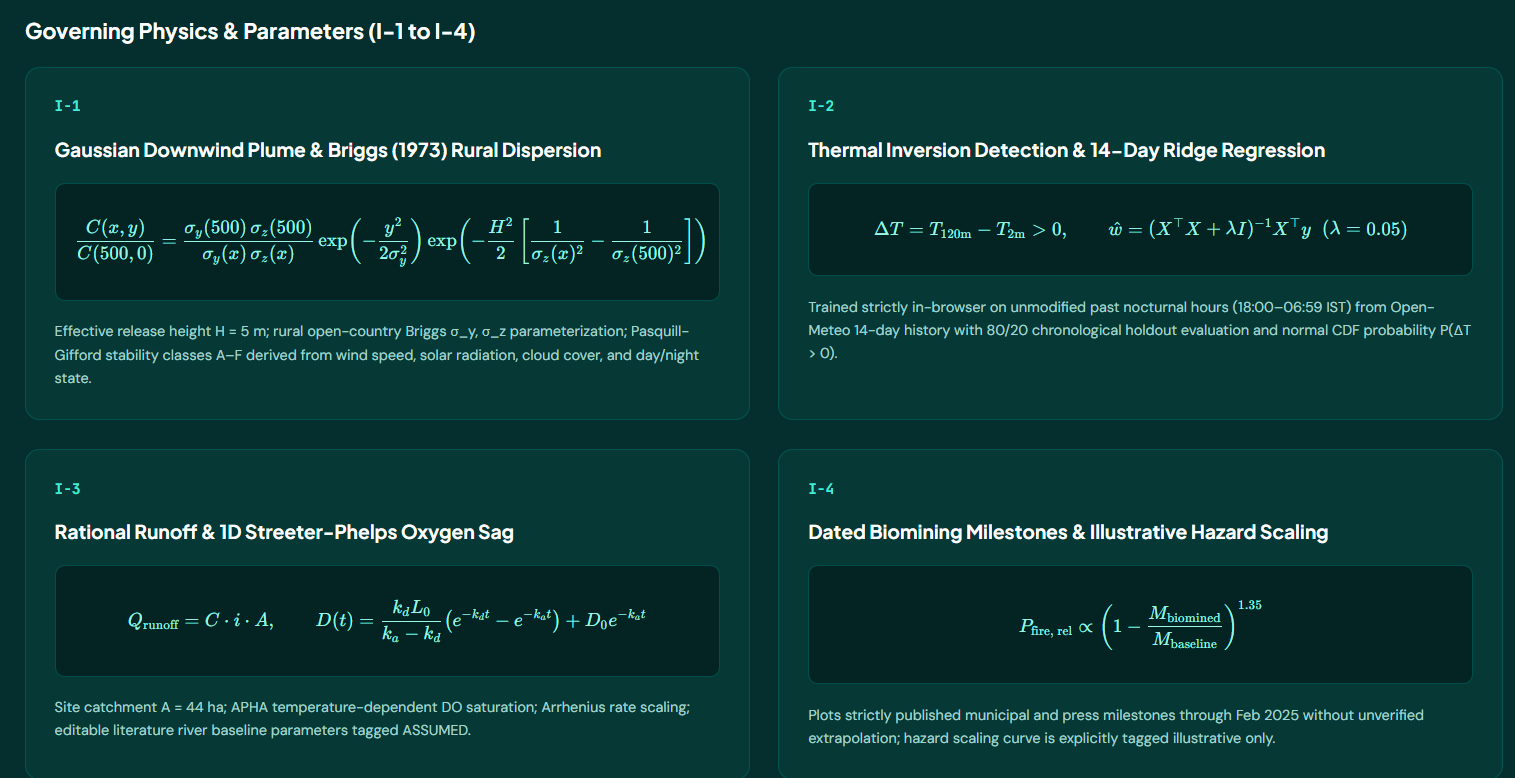 Governing Physics & Parameters (I-1 to I-4)
I-1
Gaussian Downwind Plume & Briggs (1973) Rural Dispersion
C(x, y) / C(500, 0) = σ_y(500) σ_z(500) / σ_y(x) σ_z(x) exp(−y² / 2σ_y²) exp(−H² / 2 [1 / σ_z(x)² − 1 / σ_z(500)²])
Effective release height H = 5 m; rural open-country Briggs σ_y, σ_z parameterization; Pasquill-
Gifford stability classes A–F derived from wind speed, solar radiation, cloud cover, and day/night
state.
I-2
Thermal Inversion Detection & 14-Day Ridge Regression
ΔT = T_120m − T_2m > 0, ŵ = (X^⊤X + λI)^−1 X^⊤y (λ = 0.05)
Trained strictly in-browser on unmodified past nocturnal hours (18:00–06:59 IST) from Open-
Meteo 14-day history with 80/20 chronological holdout evaluation and normal CDF probability P(ΔT
> 0).
I-3
Rational Runoff & 1D Streeter-Phelps Oxygen Sag
Q_runoff = C · i · A, D(t) = k_d L_0 / k_a − k_d (e^−k_d t − e^−k_a t) + D_0 e^−k_a t
Site catchment A = 44 ha; APHA temperature-dependent DO saturation; Arrhenius rate scaling;
editable literature river baseline parameters tagged ASSUMED.
I-4
Dated Biomining Milestones & Illustrative Hazard Scaling
P_fire, rel ∝ (1 − M_biomined / M_baseline)^1.35
Plots strictly published municipal and press milestones through Feb 2025 without unverified
extrapolation; hazard scaling curve is explicitly tagged illustrative only.